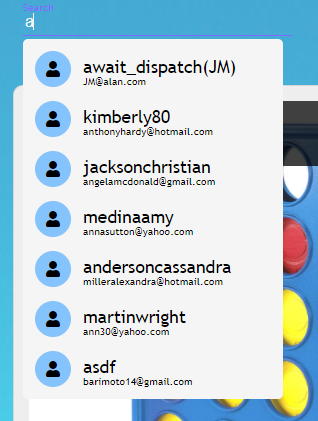 Search
a
await_dispatch(JM)
JM@alan.com
kimberly80
anthonyhardy@hotmail.com
jacksonchristian
angelamcdonald@gmail.com
medinaamy
annasutton@yahoo.com
andersoncassandra
milleralexandra@hotmail.com
martinwright
ann30@yahoo.com
asdf
barimoto14@gmail.com